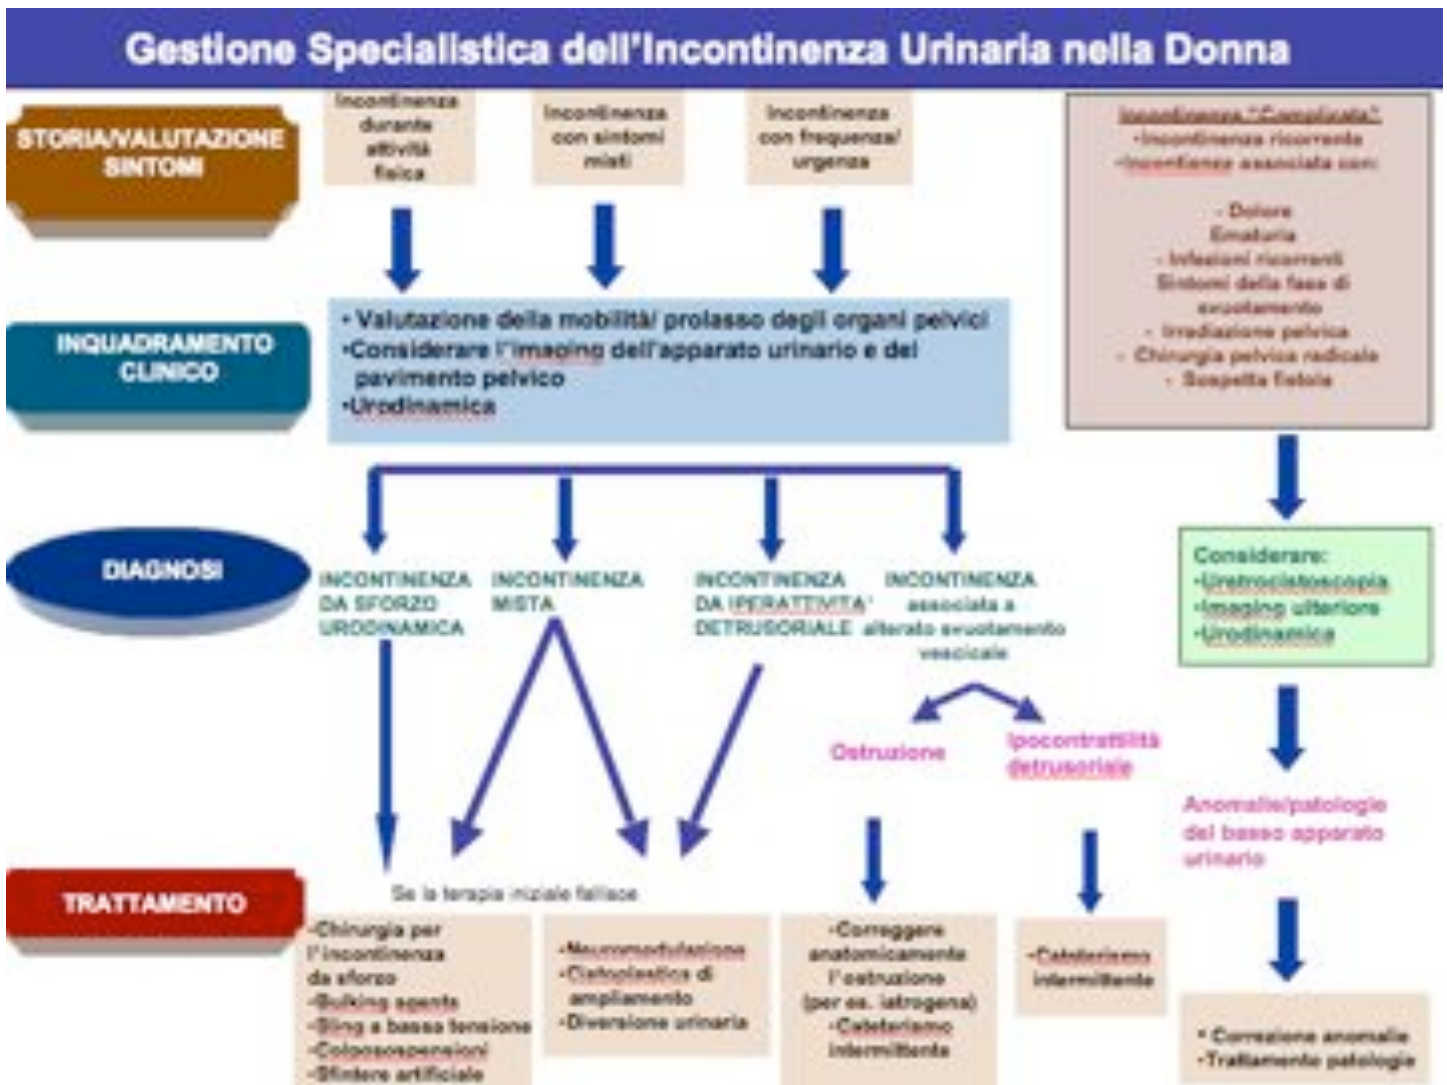 Gestione Specialistica dell'Incontinenza Urinaria nella Donna
STORIA/VALUTAZIONE
SINTOMI
Incontinenza
durante
attività
fisica
Incontinenza
con sintomi
misti
Incontinenza
con frequenza/
urgenza
Incontinenza "Complicata"
•Incontinenza ricorrente
•Incontienza associata con:
- Dolore
Ematuria
- Infezioni ricorrenti
Sintomi della fase di
svuotamento
- Irradiazione pelvica
- Chirurgia pelvica radicale
- Sospetta fistola
INQUADRAMENTO
CLINICO
• Valutazione della mobilità/ prolasso degli organi pelvici
•Considerare l'imaging dell'apparato urinario e del
pavimento pelvico
•Urodinamica
DIAGNOSI
INCONTINENZA
DA SFORZO
URODINAMICA
INCONTINENZA
MISTA
INCONTINENZA
DA IPERATTIVITA'
DETRUSORIALE
INCONTINENZA
associata a
alterato svuotamento
vescicale
Considerare:
•Uretrocistoscopia
•Imaging ulteriore
•Urodinamica
Ostruzione
Ipocontrattilità
detrusoriale
Anomalie/patologie
del basso apparato
urinario
TRATTAMENTO
Se la terapia iniziale fallisce
•Chirurgia per
l'incontinenza
da sforzo
•Bulking agents
•Sling a bassa tensione
•Colposospensioni
•Sfintere artificiale
•Neuromodulazione
•Cistoplastica di
ampliamento
•Diversione urinaria
•Correggere
anatomicamente
l'ostruzione
(per es. iatrogena)
•Cateterismo
intermittente
•Cateterismo
intermittente
• Correzione anomalie
•Trattamento patologie